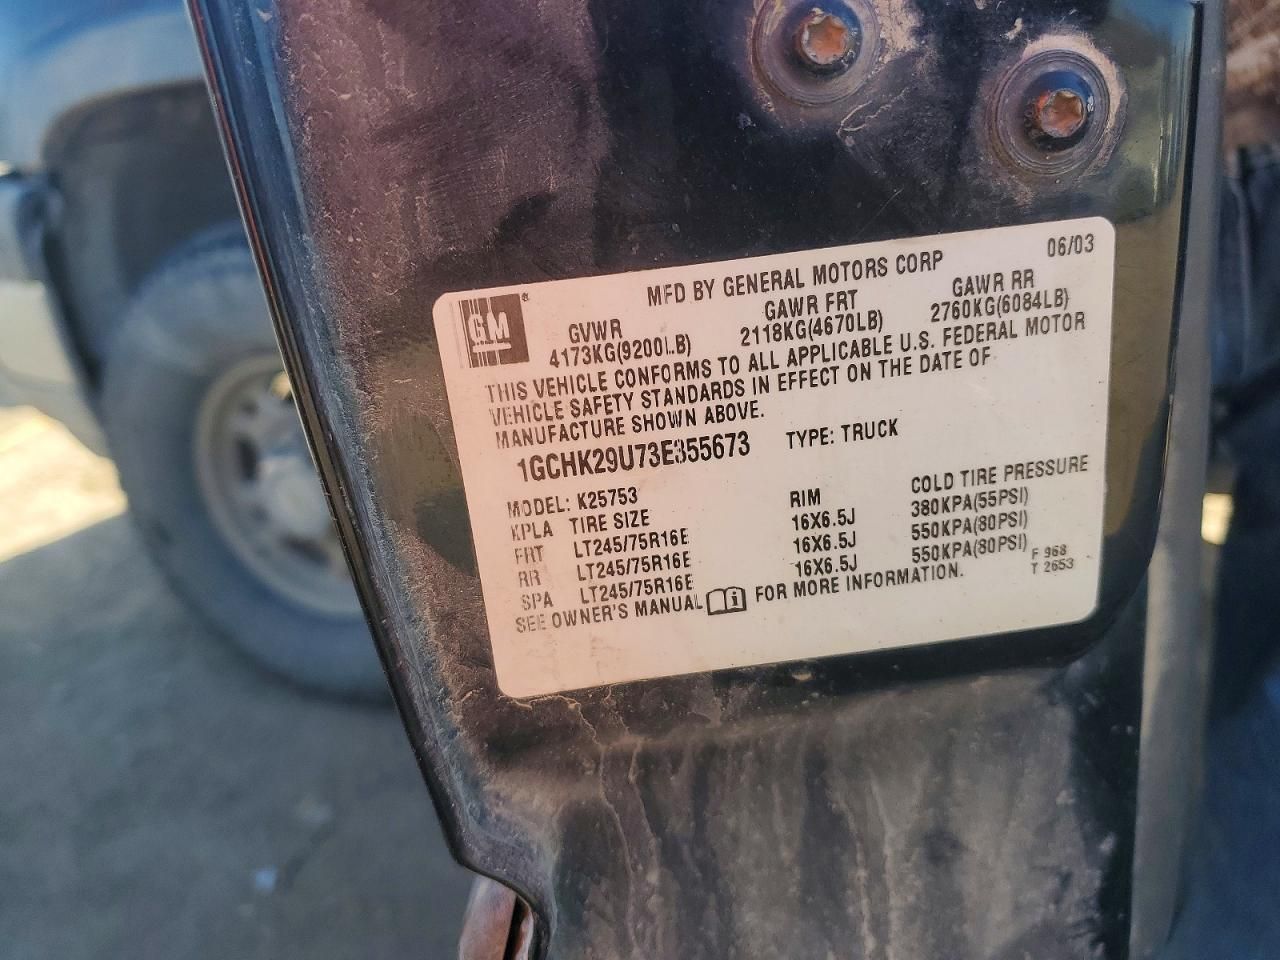 06/03
GM
MFD BY GENERAL MOTORS CORP
GVWR GAWR FRT GAWR RR
4173KG(9200LB) 2118KG(4670LB) 2760KG(6084LB)
THIS VEHICLE CONFORMS TO ALL APPLICABLE U.S. FEDERAL MOTOR
VEHICLE SAFETY STANDARDS IN EFFECT ON THE DATE OF
MANUFACTURE SHOWN ABOVE.
1GCHK29U73E355673 TYPE: TRUCK
MODEL: K25753
KPLA TIRE SIZE RIM COLD TIRE PRESSURE
FRT LT245/75R16E 16X6.5J 380KPA(55PSI)
RR LT245/75R16E 16X6.5J 550KPA(80PSI)
SPA LT245/75R16E 16X6.5J 550KPA(80PSI)
SEE OWNER'S MANUAL FOR MORE INFORMATION.
F 968
T 2653